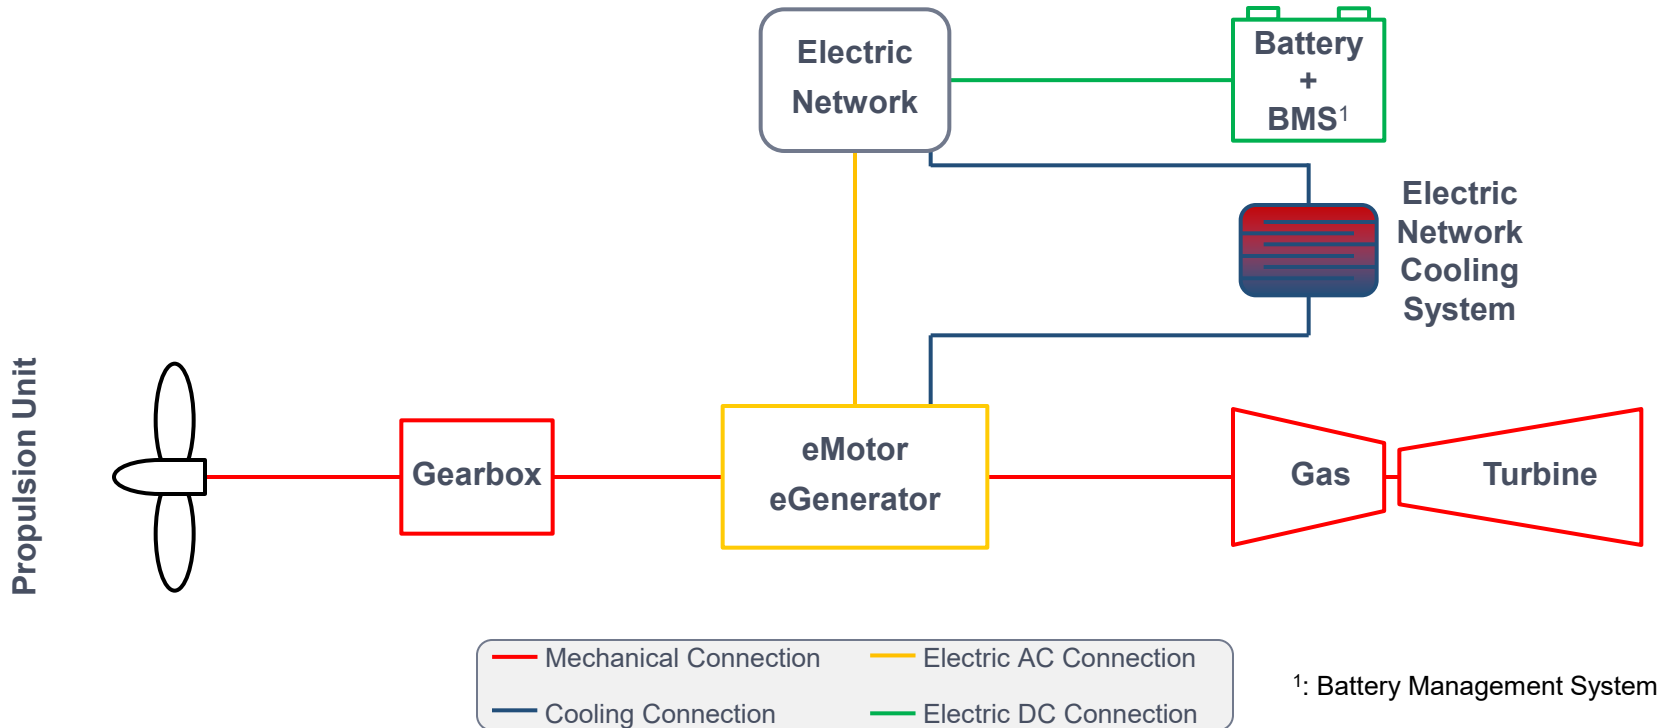 Electric
Network
Battery
+
BMS¹
Electric
Network
Cooling
System
Propulsion Unit
Gearbox
eMotor
eGenerator
Gas
Turbine
Mechanical Connection
Electric AC Connection
Cooling Connection
Electric DC Connection
¹: Battery Management System